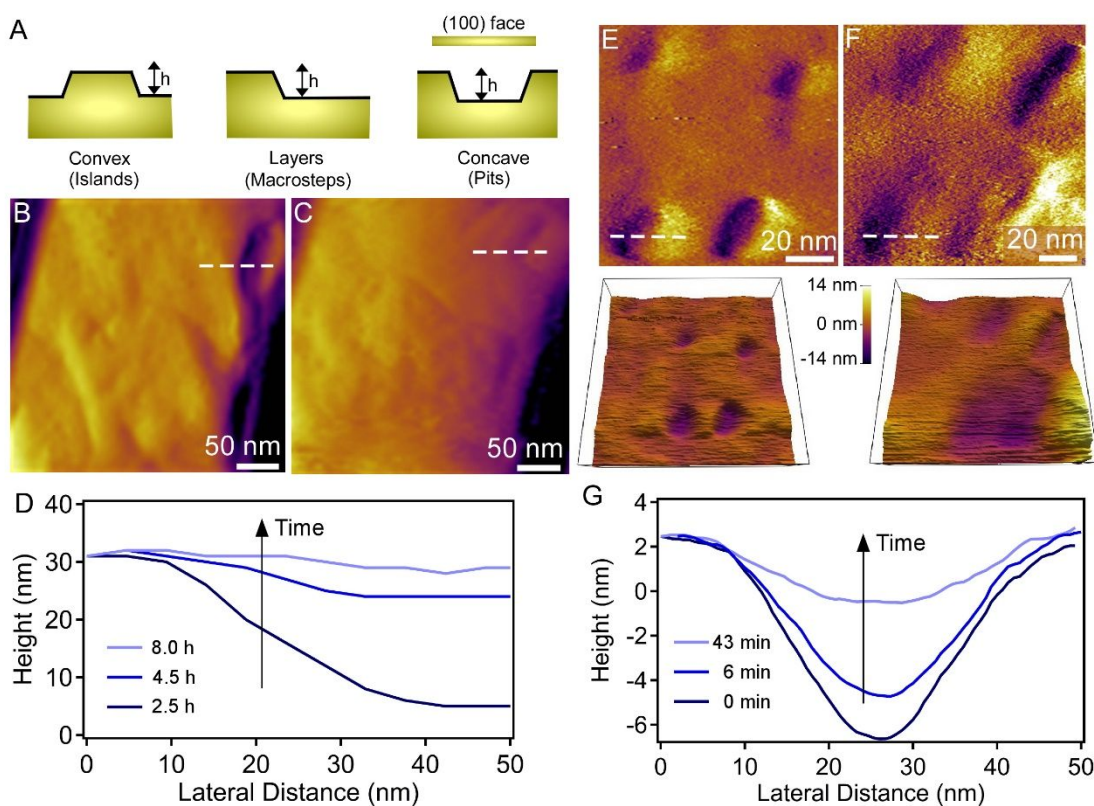 A
(100) face
h
h
h
Convex
(Islands)
Layers
(Macrosteps)
Concave
(Pits)
B
50 nm
C
50 nm
D
40
30
20
10
0
Height (nm)
Time
8.0 h
4.5 h
2.5 h
0
10
20
30
40
50
Lateral Distance (nm)
E
20 nm
F
20 nm
14 nm
0 nm
-14 nm
G
4
2
0
-2
-4
-6
Height (nm)
Time
43 min
6 min
0 min
0
10
20
30
40
50
Lateral Distance (nm)